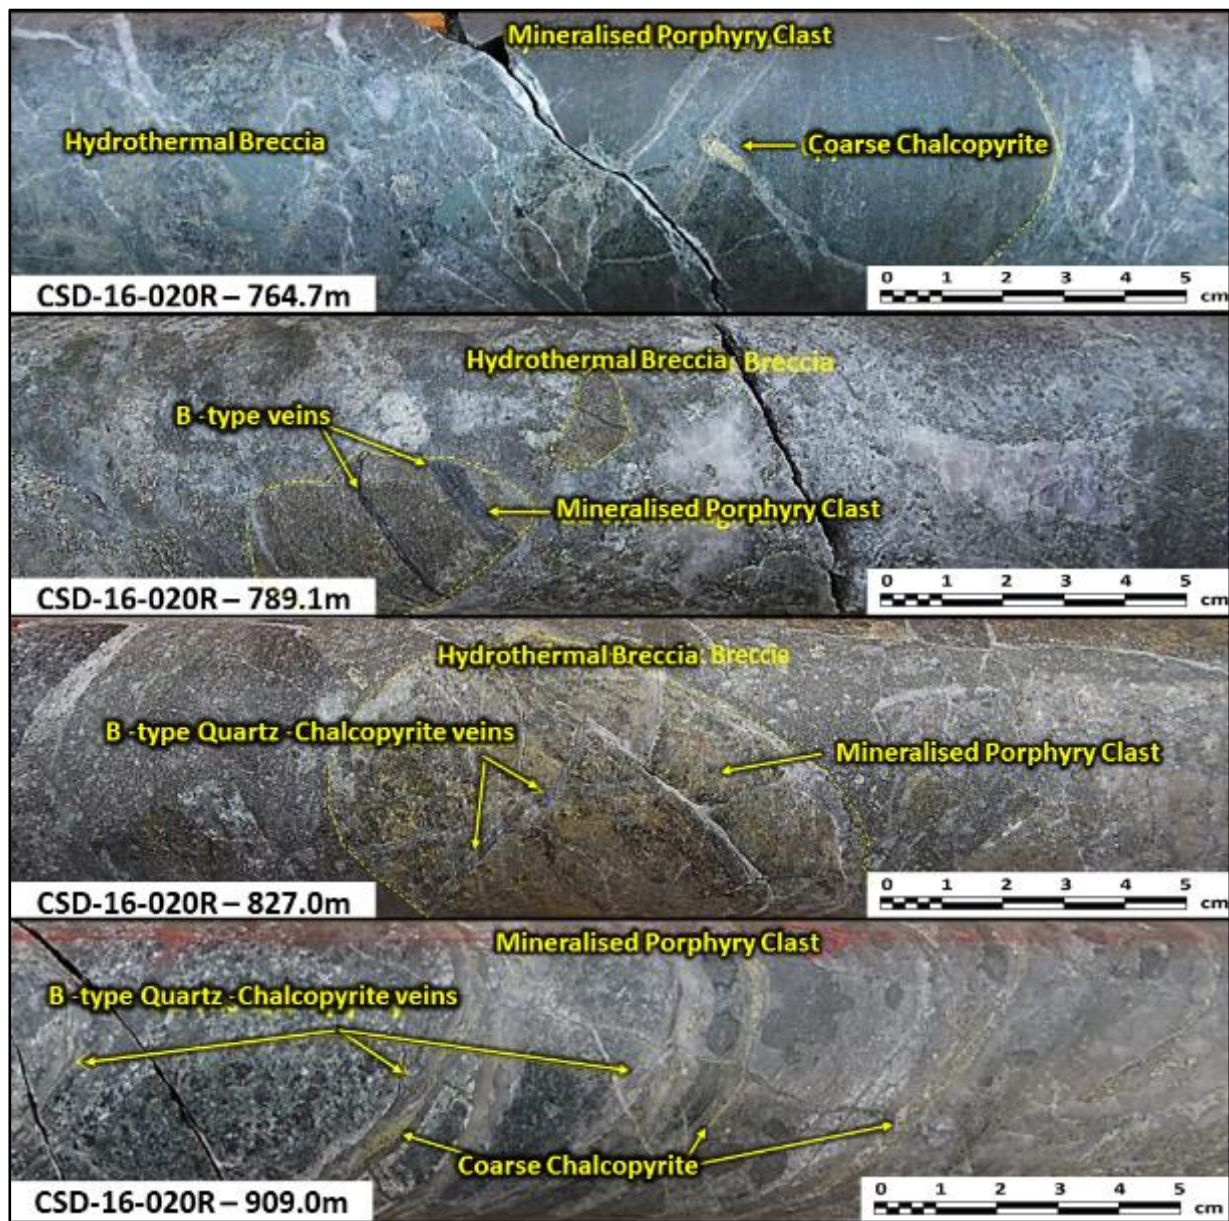 Mineralised Porphyry Clast
Hydrothermal Breccia
Coarse Chalcopyrite
CSD-16-020R – 764.7m
0 1 2 3 4 5
cm
Hydrothermal Breccia Breccia
B -type veins
Mineralised Porphyry Clast
CSD-16-020R – 789.1m
0 1 2 3 4 5
cm
Hydrothermal Breccia Breccia
B -type Quartz -Chalcopyrite veins
Mineralised Porphyry Clast
CSD-16-020R – 827.0m
0 1 2 3 4 5
cm
Mineralised Porphyry Clast
B -type Quartz -Chalcopyrite veins
Coarse Chalcopyrite
CSD-16-020R – 909.0m
0 1 2 3 4 5
cm